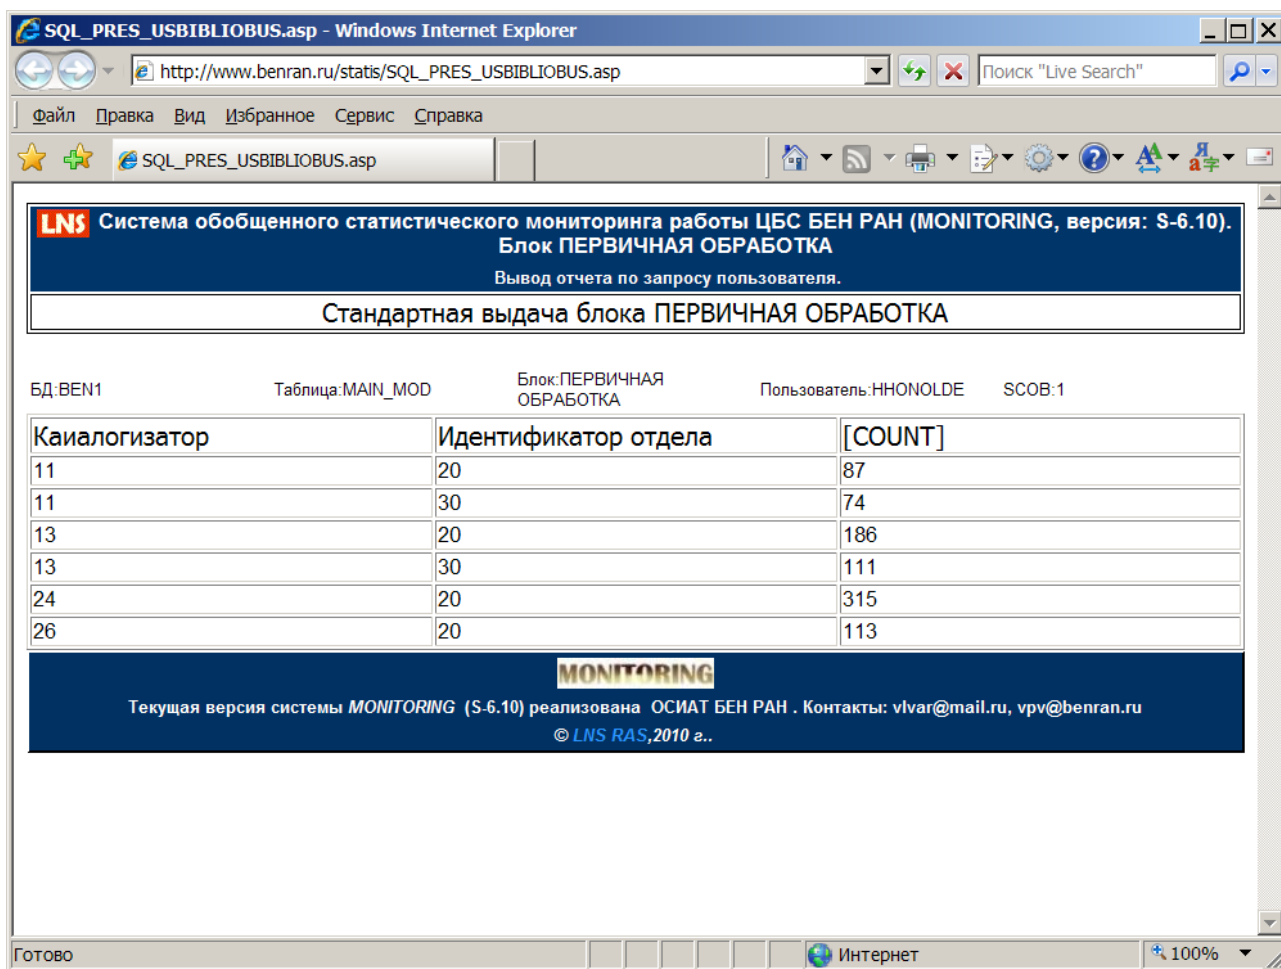 SQL_PRES_USBIBLIOBUS.asp - Windows Internet Explorer
http://www.benran.ru/statis/SQL_PRES_USBIBLIOBUS.asp
Поиск "Live Search"
Файл Правка Вид Избранное Сервис Справка
SQL_PRES_USBIBLIOBUS.asp
LNS Система обобщенного статистического мониторинга работы ЦБС БЕН РАН (MONITORING, версия: S-6.10).
Блок ПЕРВИЧНАЯ ОБРАБОТКА
Вывод отчета по запросу пользователя.
Стандартная выдача блока ПЕРВИЧНАЯ ОБРАБОТКА
БД:BEN1 Таблица:MAIN_MOD Блок:ПЕРВИЧНАЯ ОБРАБОТКА Пользователь:HHONOLDE SCOB:1
Каиалогизатор Идентификатор отдела [COUNT]
11 20 87
11 30 74
13 20 186
13 30 111
24 20 315
26 20 113
MONITORING
Текущая версия системы MONITORING (S-6.10) реализована ОСИАТ БЕН РАН . Контакты: vlvar@mail.ru, vpv@benran.ru
© LNS RAS,2010 г..
Готово Интернет 100%